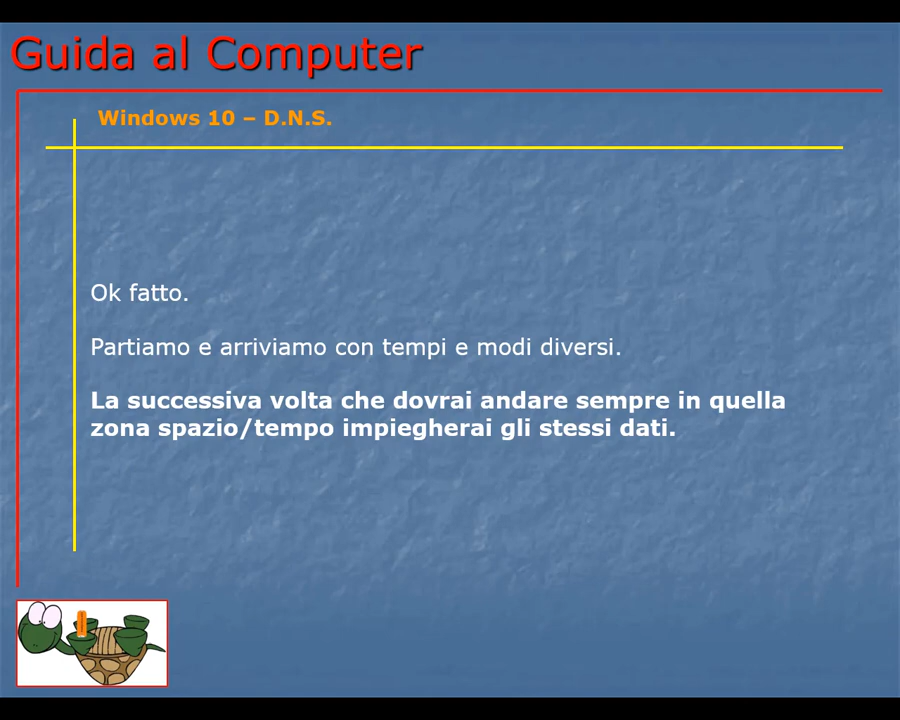 Guida al Computer
Windows 10 – D.N.S.
Ok fatto.
Partiamo e arriviamo con tempi e modi diversi.
La successiva volta che dovrai andare sempre in quella
zona spazio/tempo impiegherai gli stessi dati.